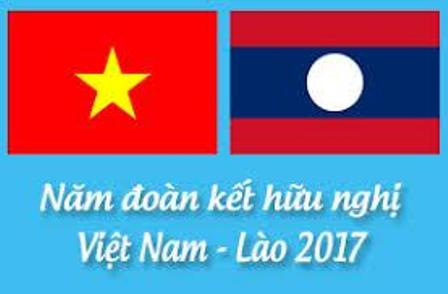 Năm đoàn kết hữu nghị
Việt Nam - Lào 2017